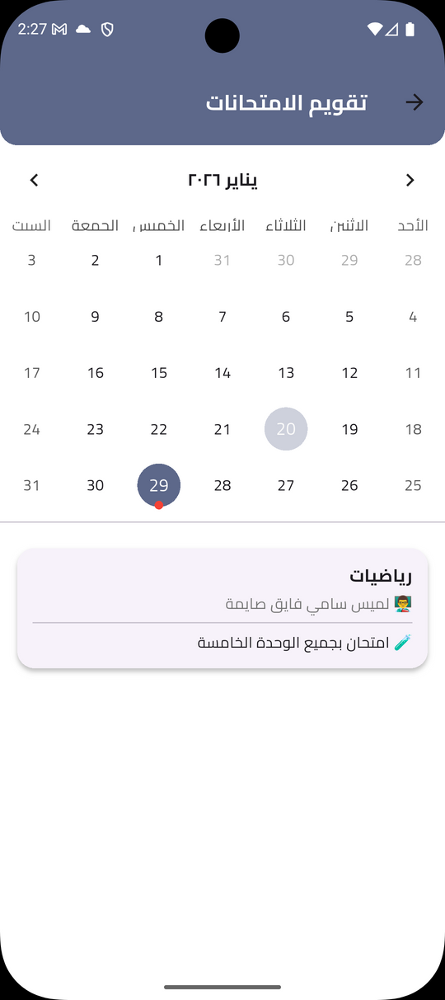 2:27
تقويم الامتحانات
يناير ٢٠٢٦
الأحد الاثنين الثلاثاء الأربعاء الخميس الجمعة السبت
28 29 30 31 1 2 3
4 5 6 7 8 9 10
11 12 13 14 15 16 17
18 19 20 21 22 23 24
25 26 27 28 29 30 31
رياضيات
لميس سامي فايق صايمة
امتحان بجميع الوحدة الخامسة